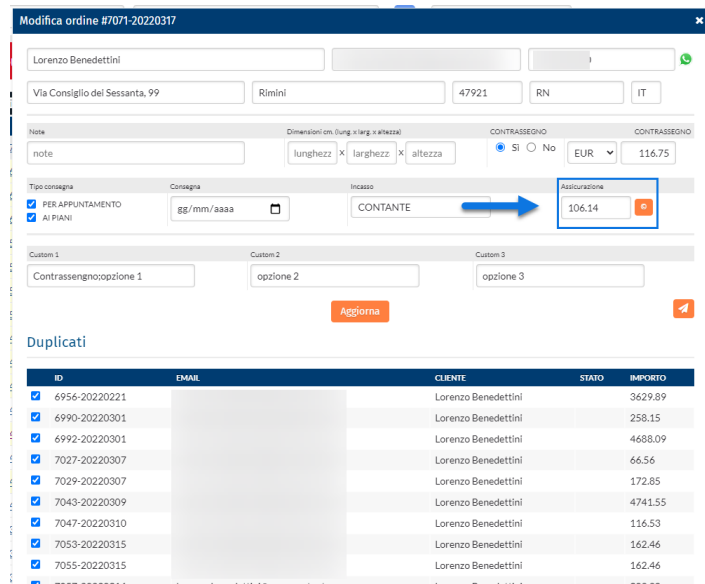 Modifica ordine #7071-20220317 ×
Lorenzo Benedettini
Via Consiglio dei Sessanta, 99 Rimini 47921 RN IT
Note Dimensioni cm. (lung. x larg. x altezza) CONTRASSEGNO CONTRASSEGNO
note lunghezz x larghezz x altezza Sì No EUR 116.75
Tipo consegna Consegna Incasso Assicurazione
PER APPUNTAMENTO
AI PIANI
gg/mm/aaaa CONTANTE 106.14
Custom 1 Custom 2 Custom 3
Contrassengno;opzione 1 opzione 2 opzione 3
Aggiorna
Duplicati
ID EMAIL CLIENTE STATO IMPORTO
6956-20220221 Lorenzo Benedettini 3629.89
6990-20220301 Lorenzo Benedettini 258.15
6992-20220301 Lorenzo Benedettini 4688.09
7027-20220307 Lorenzo Benedettini 66.56
7029-20220307 Lorenzo Benedettini 172.85
7043-20220309 Lorenzo Benedettini 4741.55
7047-20220310 Lorenzo Benedettini 116.53
7053-20220315 Lorenzo Benedettini 162.46
7055-20220315 Lorenzo Benedettini 162.46